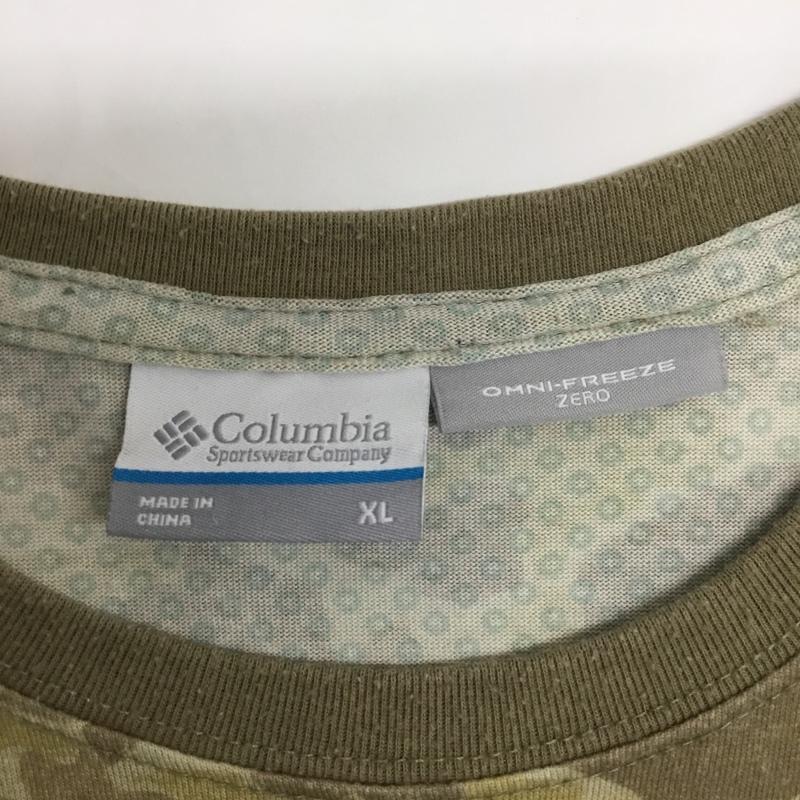 Columbia
Sportswear Company
MADE IN
CHINA
XL
OMNI-FREEZE
ZERO